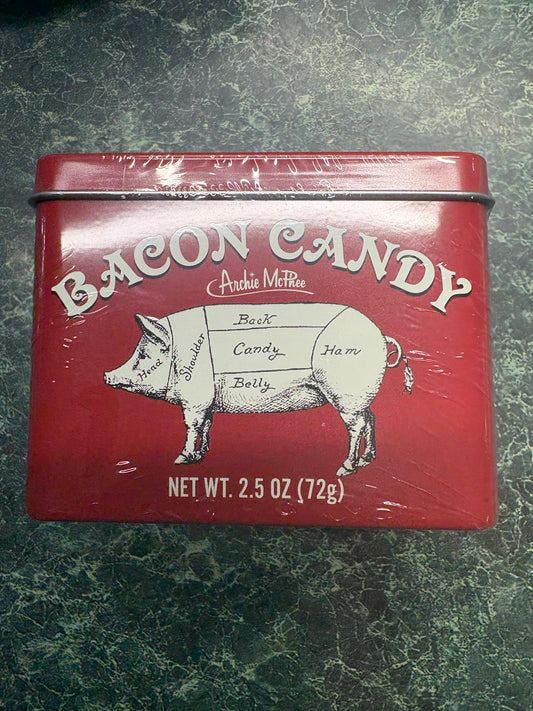 BACON CANDY
Archie McPhee
Back
Head
Shoulder
Candy
Ham
Belly
NET WT. 2.5 OZ (72g)